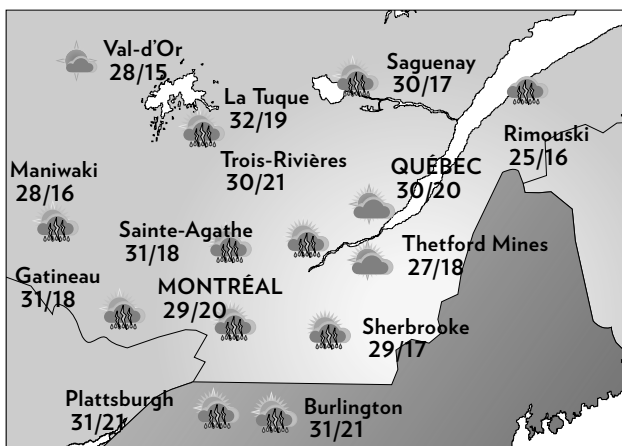 Val-d'Or
28/15
Saguenay
30/17
La Tuque
32/19
Rimouski
25/16
Trois-Rivières
30/21
QUÉBEC
30/20
Maniwaki
28/16
Sainte-Agathe
31/18
Thetford Mines
27/18
Gatineau
31/18
MONTRÉAL
29/20
Sherbrooke
29/17
Plattsburgh
31/21
Burlington
31/21